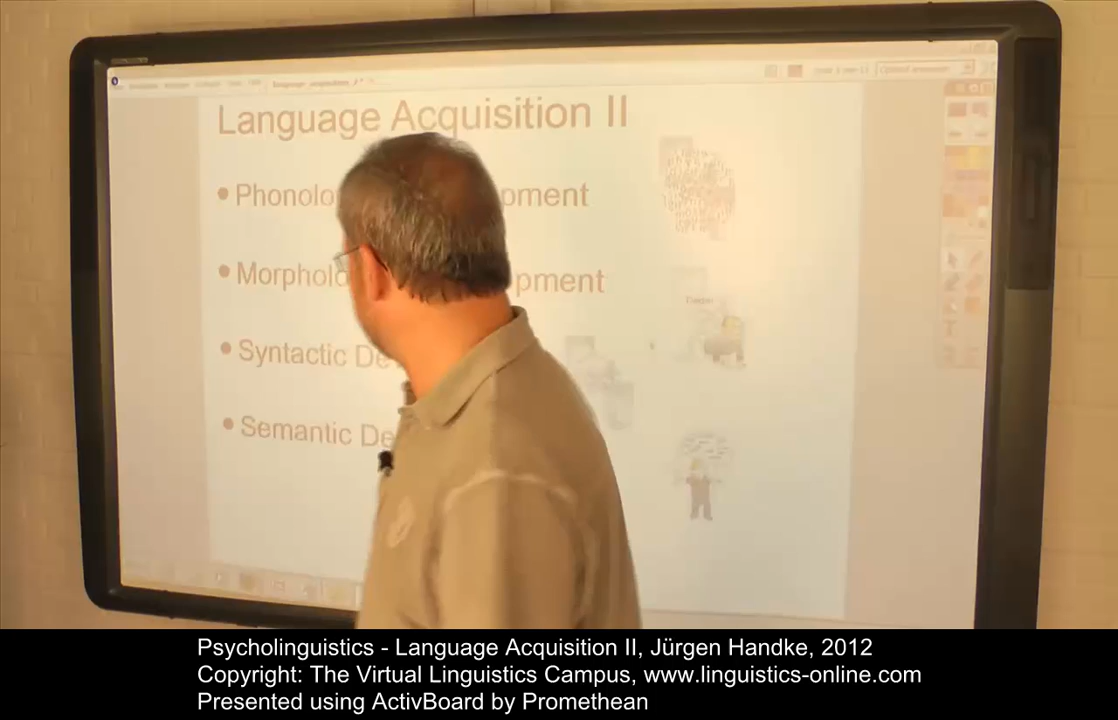 Language Acquisition II
• Phonolo opment
• Morpholo pment
• Syntactic De
• Semantic De
Psycholinguistics - Language Acquisition II, Jürgen Handke, 2012
Copyright: The Virtual Linguistics Campus, www.linguistics-online.com
Presented using ActivBoard by Promethean